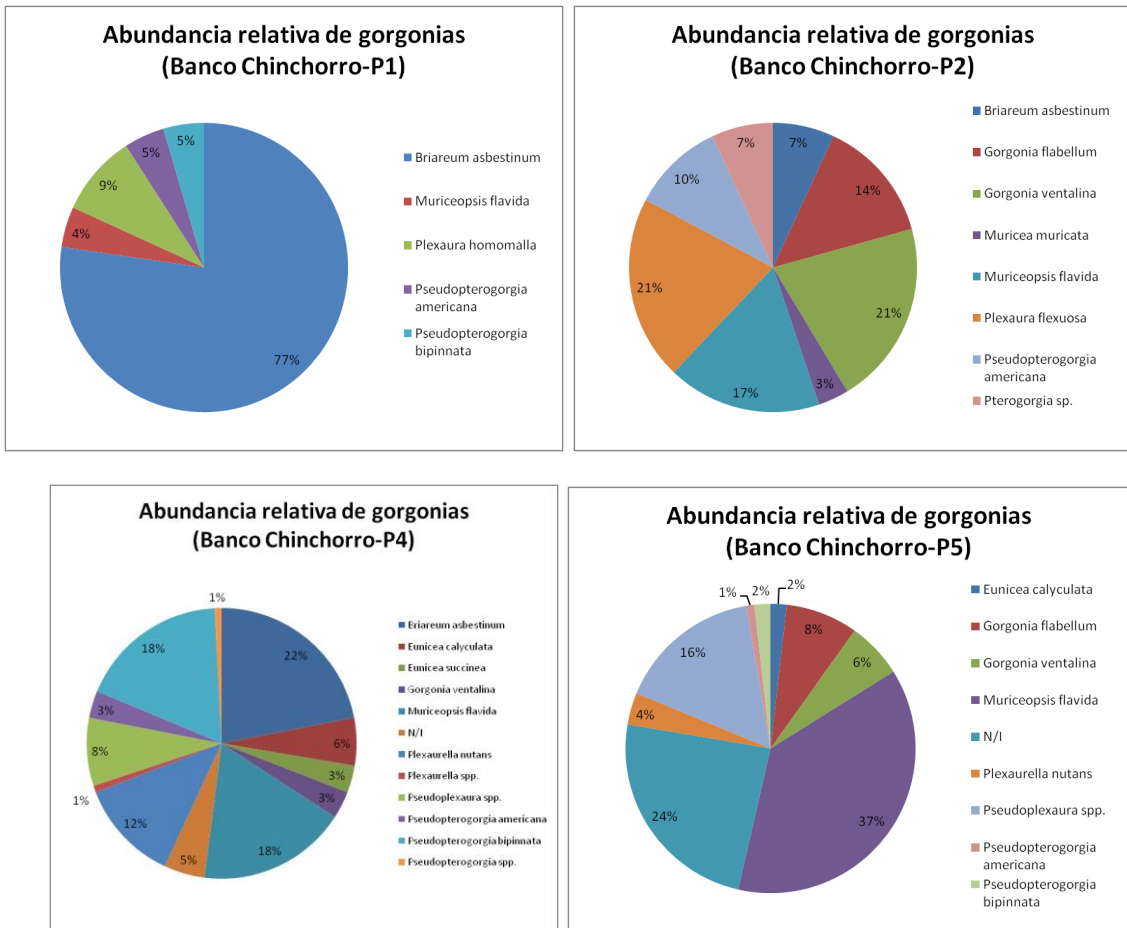 Abundancia relativa de gorgonias
(Banco Chinchorro-P1)
5%
5%
9%
4%
77%
Briareum asbestinum
Muriceopsis flavida
Plexaura homomalla
Pseudopterogorgia
americana
Pseudopterogorgia
bipinnata
Abundancia relativa de gorgonias
(Banco Chinchorro-P2)
7%
7%
10%
14%
21%
21%
17%
3%
Briareum asbestinum
Gorgonia flabellum
Gorgonia ventalina
Muricea muricata
Muriceopsis flavida
Plexaura flexuosa
Pseudopterogorgia
americana
Pterogorgia sp.
Abundancia relativa de gorgonias
(Banco Chinchorro-P4)
1%
18%
22%
3%
6%
8%
3%
1%
3%
12%
5%
18%
Briareum asbestinum
Eunicea calyculata
Eunicea succinea
Gorgonia ventalina
Muriceopsis flavida
N/I
Plexaurella nutans
Plexaurella spp.
Pseudoplexaura spp.
Pseudopterogorgia americana
Pseudopterogorgia bipinnata
Pseudopterogorgia spp.
Abundancia relativa de gorgonias
(Banco Chinchorro-P5)
1%
2%
2%
8%
16%
6%
4%
24%
37%
Eunicea calyculata
Gorgonia flabellum
Gorgonia ventalina
Muriceopsis flavida
N/I
Plexaurella nutans
Pseudoplexaura spp.
Pseudopterogorgia
americana
Pseudopterogorgia
bipinnata